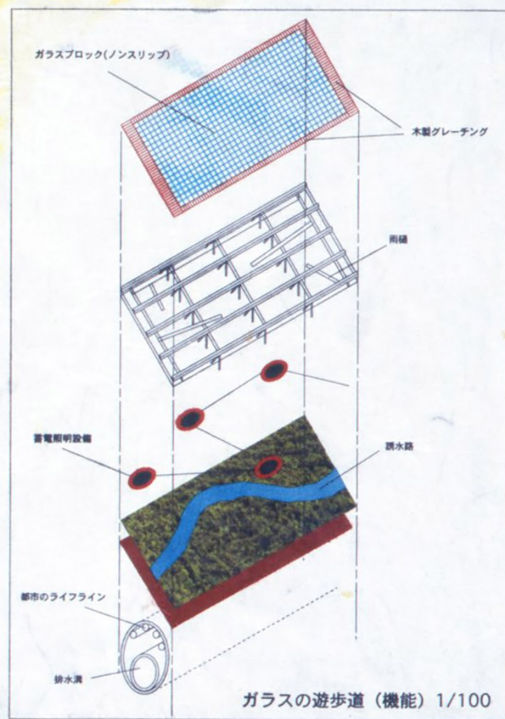 ガラスブロック(ノンスリップ)
木製グレーチング
雨樋
蓄電照明設備
誘水路
都市のライフライン
排水溝
ガラスの遊歩道（機能）1/100